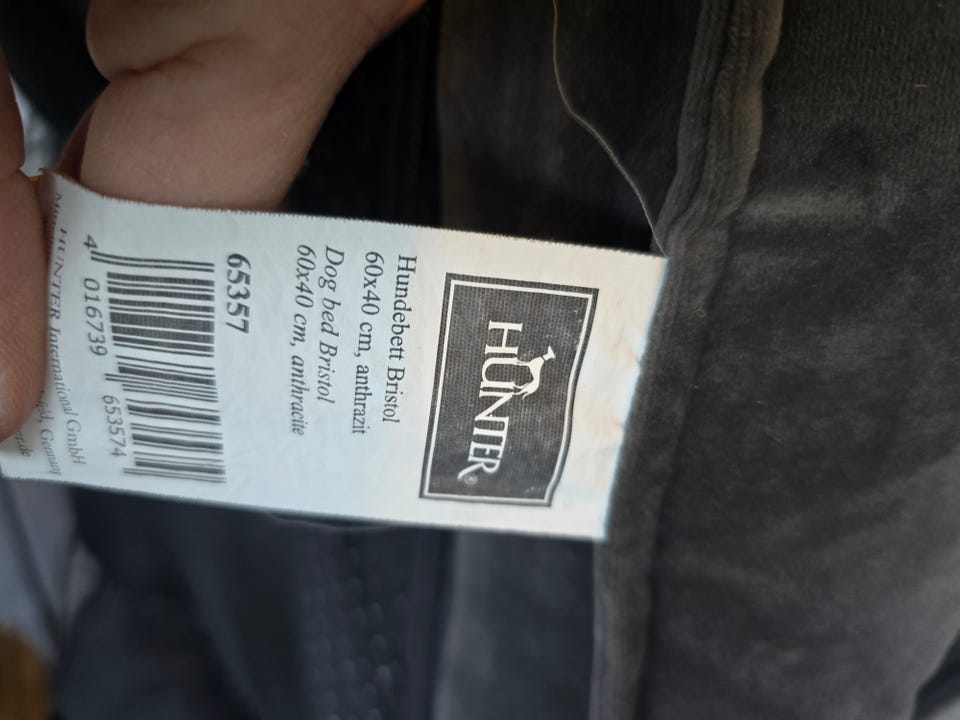 HUNTER®
Hundebett Bristol
60x40 cm, anthrazit
Dog bed Bristol
60x40 cm, anthracite
65357
4 016739 653574
HUNTER International GmbH
Germany